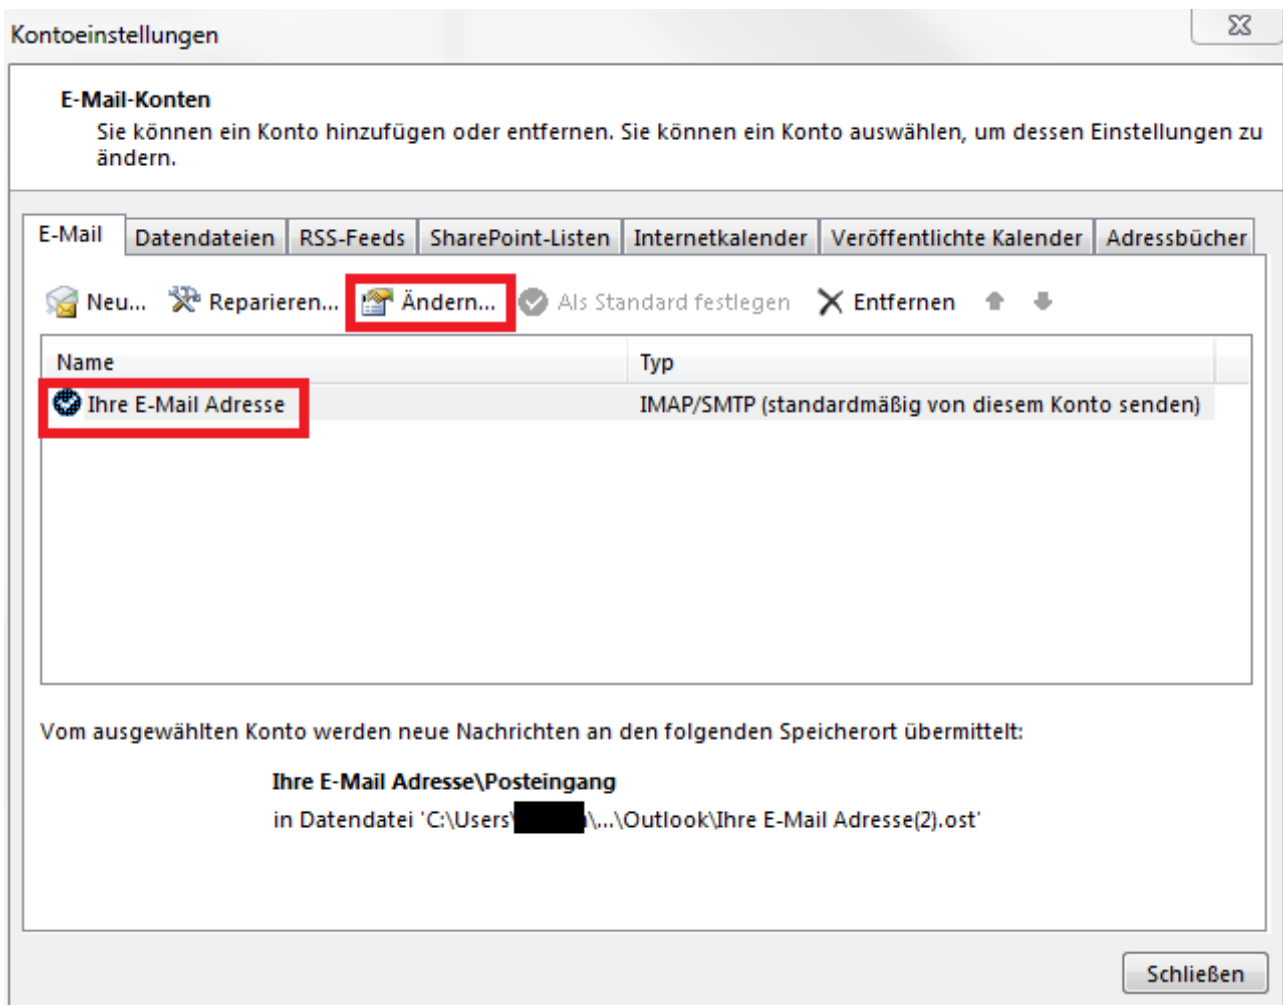 Kontoeinstellungen
E-Mail-Konten
Sie können ein Konto hinzufügen oder entfernen. Sie können ein Konto auswählen, um dessen Einstellungen zu
ändern.
E-Mail Datendateien RSS-Feeds SharePoint-Listen Internetkalender Veröffentlichte Kalender Adressbücher
Neu... Reparieren... Ändern... Als Standard festlegen Entfernen
Name Typ
Ihre E-Mail Adresse IMAP/SMTP (standardmäßig von diesem Konto senden)
Vom ausgewählten Konto werden neue Nachrichten an den folgenden Speicherort übermittelt:
Ihre E-Mail Adresse\Posteingang
in Datendatei 'C:\Users\ \...\Outlook\Ihre E-Mail Adresse(2).ost'
Schließen